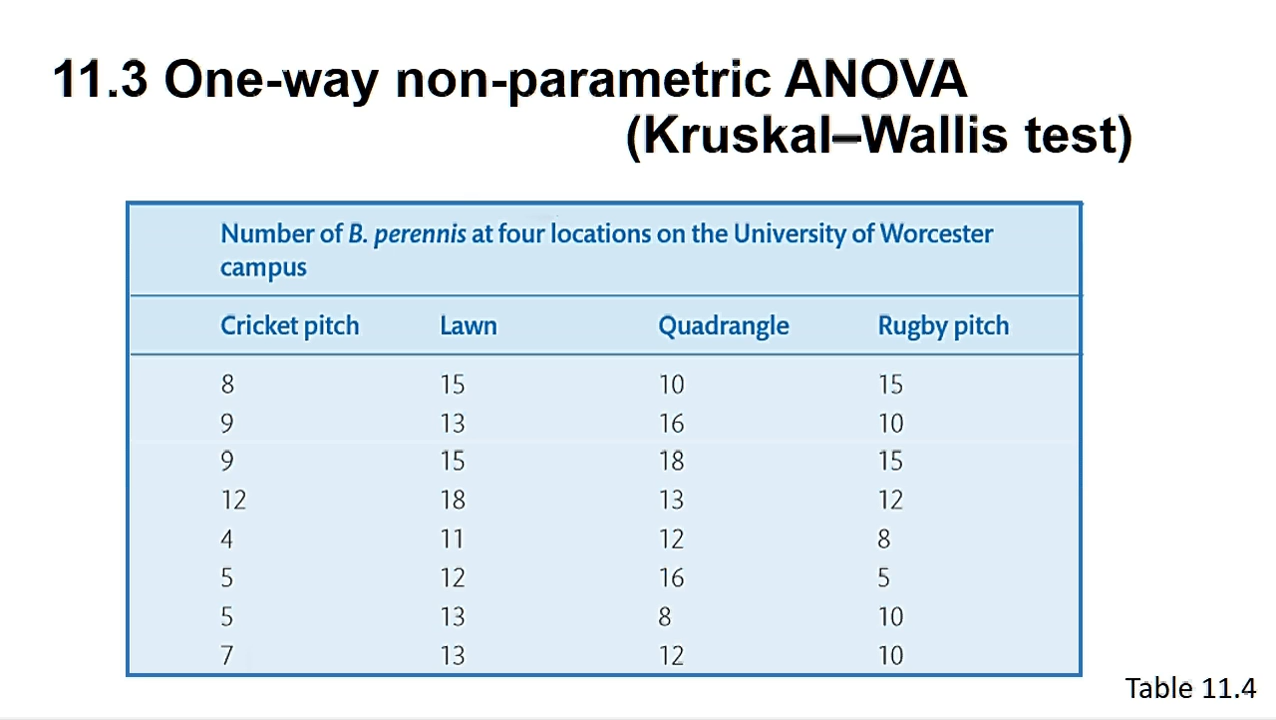 11.3 One-way non-parametric ANOVA
(Kruskal–Wallis test)
Number of B. perennis at four locations on the University of Worcester
campus
Cricket pitch Lawn Quadrangle Rugby pitch
8 15 10 15
9 13 16 10
9 15 18 15
12 18 13 12
4 11 12 8
5 12 16 5
5 13 8 10
7 13 12 10
Table 11.4